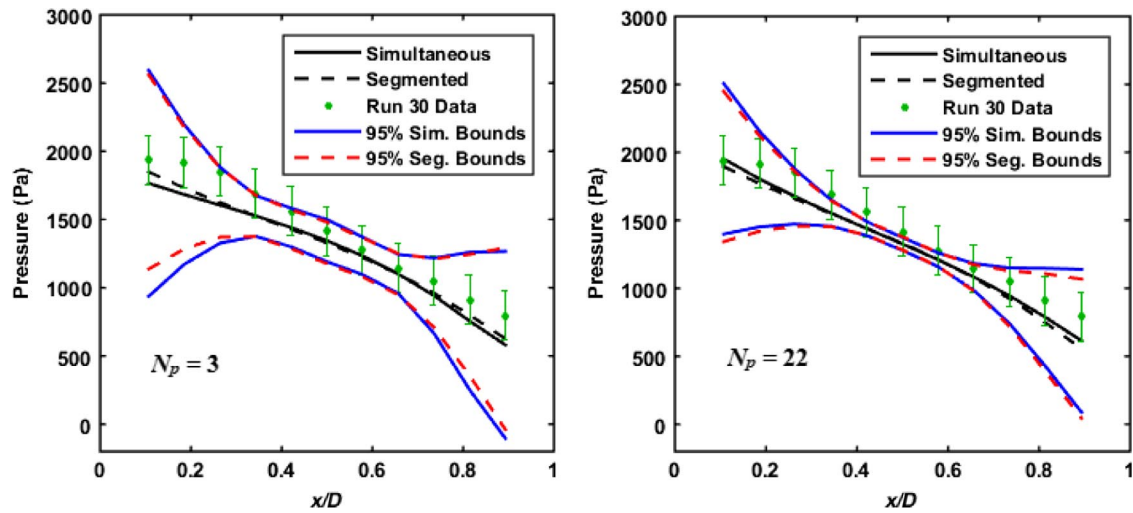 3000
2500
2000
1500
1000
500
0
Pressure (Pa)
Simultaneous
Segmented
Run 30 Data
95% Sim. Bounds
95% Seg. Bounds
Np = 3
0 0.2 0.4 0.6 0.8 1
x/D
3000
2500
2000
1500
1000
500
0
Pressure (Pa)
Simultaneous
Segmented
Run 30 Data
95% Sim. Bounds
95% Seg. Bounds
Np = 22
0 0.2 0.4 0.6 0.8 1
x/D